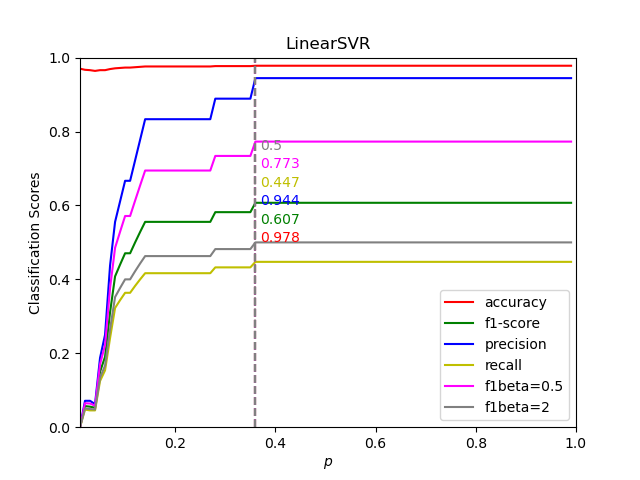 LinearSVR
1.0
0.8
0.6
0.4
0.2
0.0
Classification Scores
0.5
0.773
0.447
0.944
0.607
0.978
accuracy
f1-score
precision
recall
f1beta=0.5
f1beta=2
0.2
0.4
0.6
0.8
1.0
p